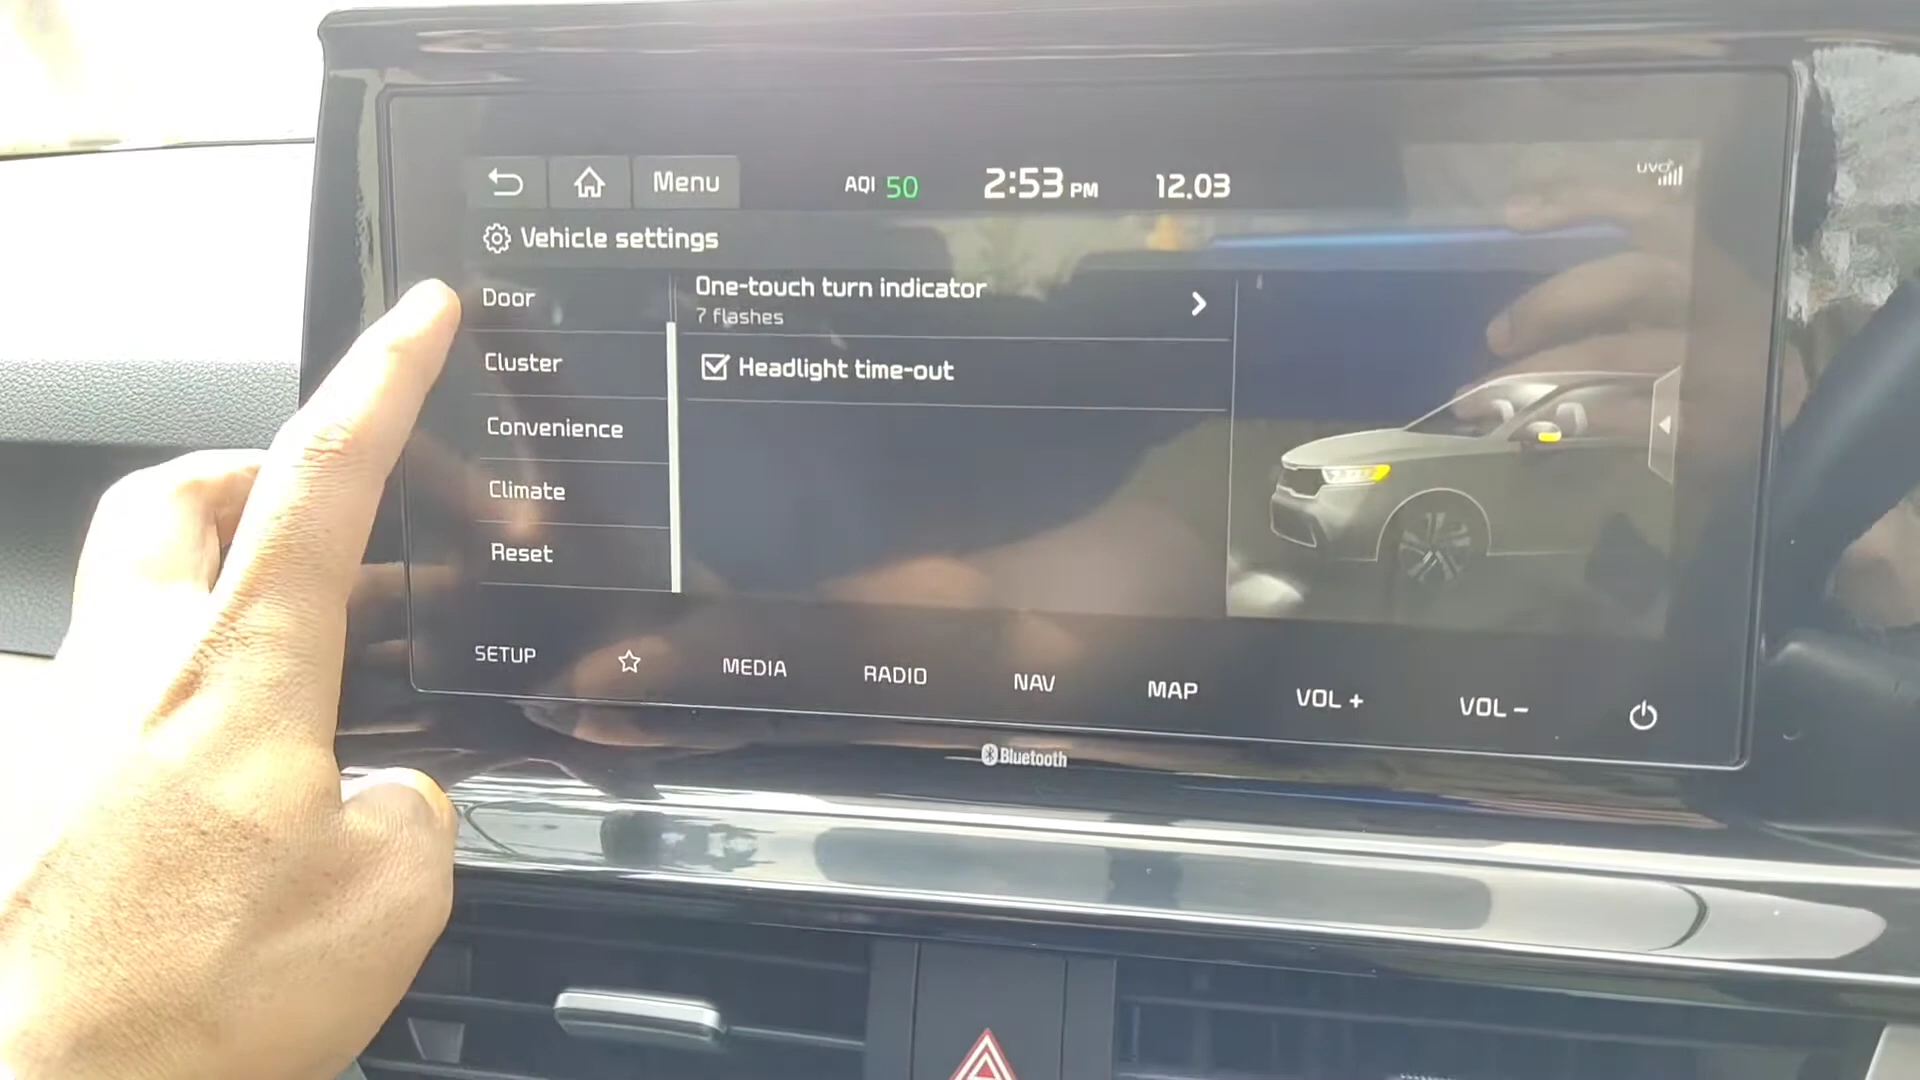 Menu
AQI 50
2:53 PM
12.03
UVO
Vehicle settings
Door
Cluster
Convenience
Climate
Reset
One-touch turn indicator
7 flashes
Headlight time-out
SETUP
MEDIA
RADIO
NAV
MAP
VOL +
VOL −
Bluetooth